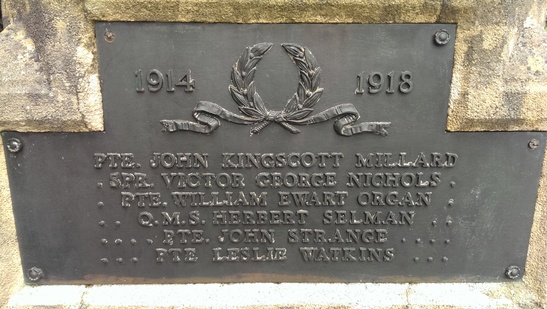 1914 1918
PTE. JOHN KINGSCOTT MILLARD
. SPR. VICTOR GEORGE NICHOLS .
. PTE. WILLIAM EWART ORGAN .
. . Q.M.S. HERBERT SELMAN . .
. . . . PTE. JOHN STRANGE . . . .
. . . PTE. LESLIE WATKINS . . .